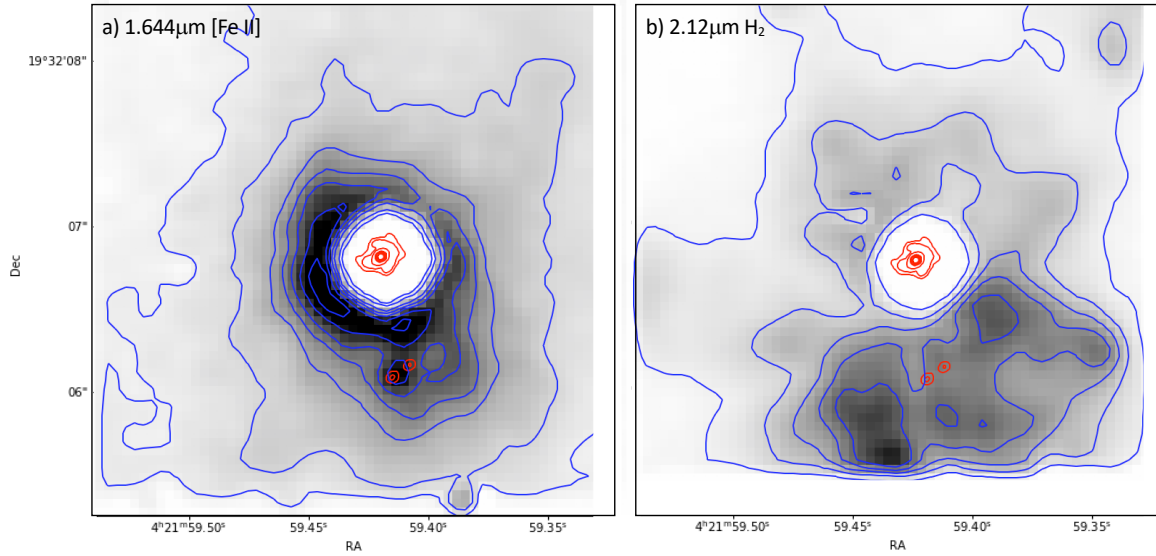 a) 1.644μm [Fe II]
19°32'08"
07"
06"
Dec
4ʰ21ᵐ59.50ˢ
59.45ˢ
59.40ˢ
59.35ˢ
RA
b) 2.12μm H₂
4ʰ21ᵐ59.50ˢ
59.45ˢ
59.40ˢ
59.35ˢ
RA